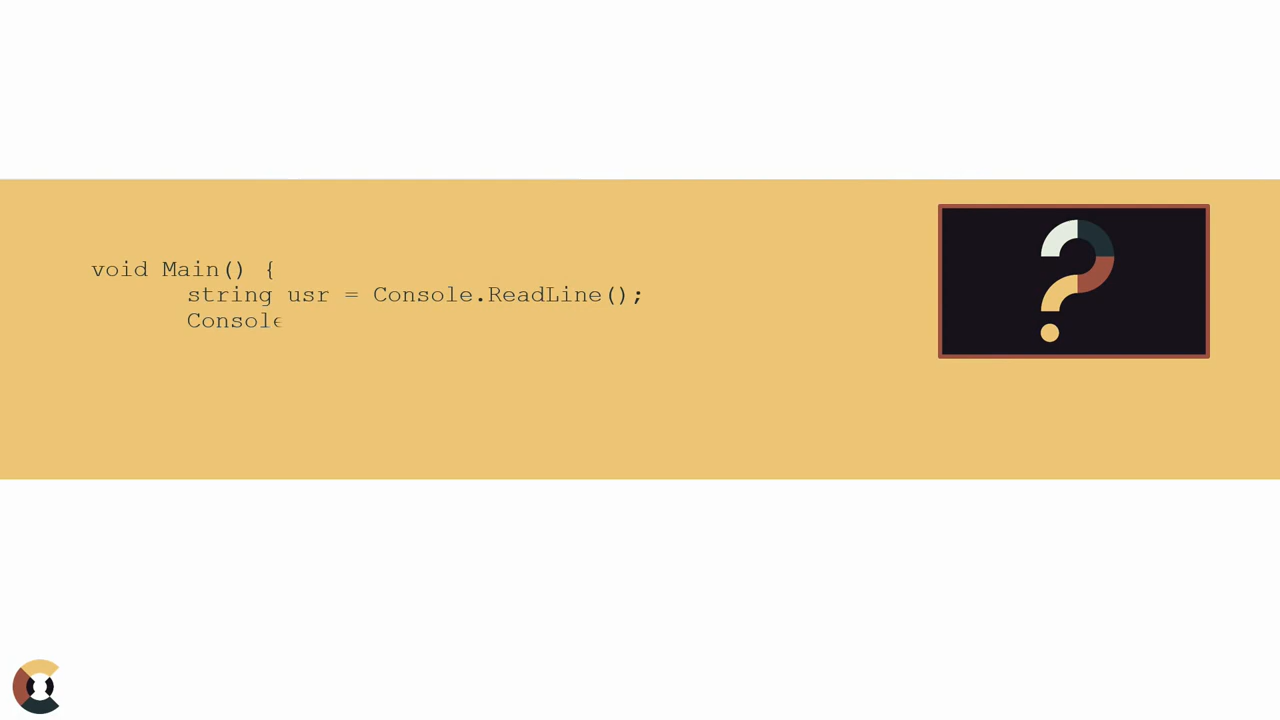 void Main() {
string usr = Console.ReadLine();
Console